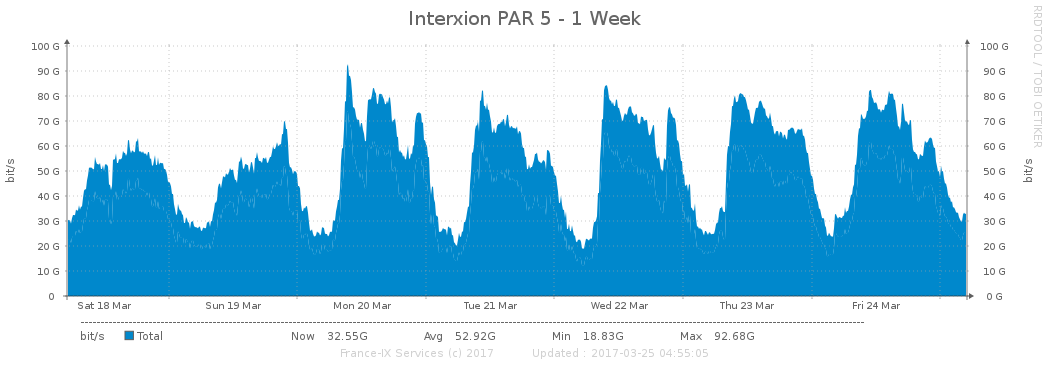 Interxion PAR 5 - 1 Week
RRDTOOL / TOBI OETIKER
100 G 100 G
90 G 90 G
80 G 80 G
70 G 70 G
60 G 60 G
50 G 50 G
40 G 40 G
30 G 30 G
20 G 20 G
10 G 10 G
0 0 G
bit/s bit/s
Sat 18 Mar Sun 19 Mar Mon 20 Mar Tue 21 Mar Wed 22 Mar Thu 23 Mar Fri 24 Mar
bit/s Total Now 32.55G Avg 52.92G Min 18.83G Max 92.68G
France-IX Services (c) 2017 Updated : 2017-03-25 04:55:05